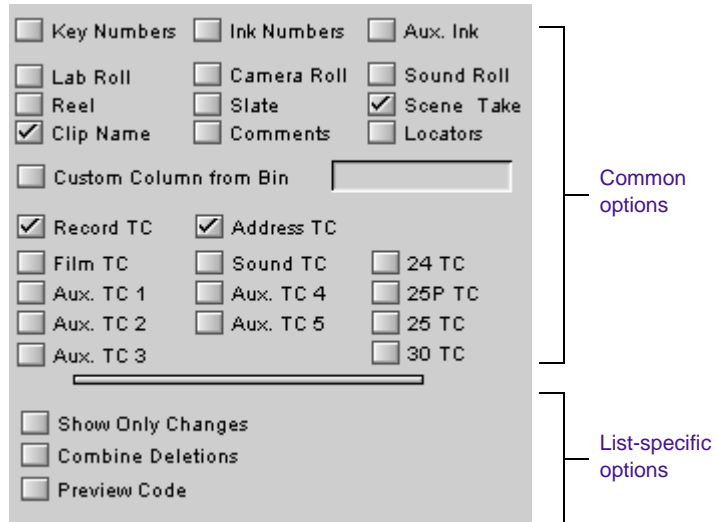 Key Numbers Ink Numbers Aux. Ink
Lab Roll Camera Roll Sound Roll
Reel Slate Scene Take
Clip Name Comments Locators
Custom Column from Bin
Common
options
Record TC Address TC
Film TC Sound TC 24 TC
Aux. TC 1 Aux. TC 4 25P TC
Aux. TC 2 Aux. TC 5 25 TC
Aux. TC 3 30 TC
Show Only Changes
Combine Deletions
Preview Code
List-specific
options